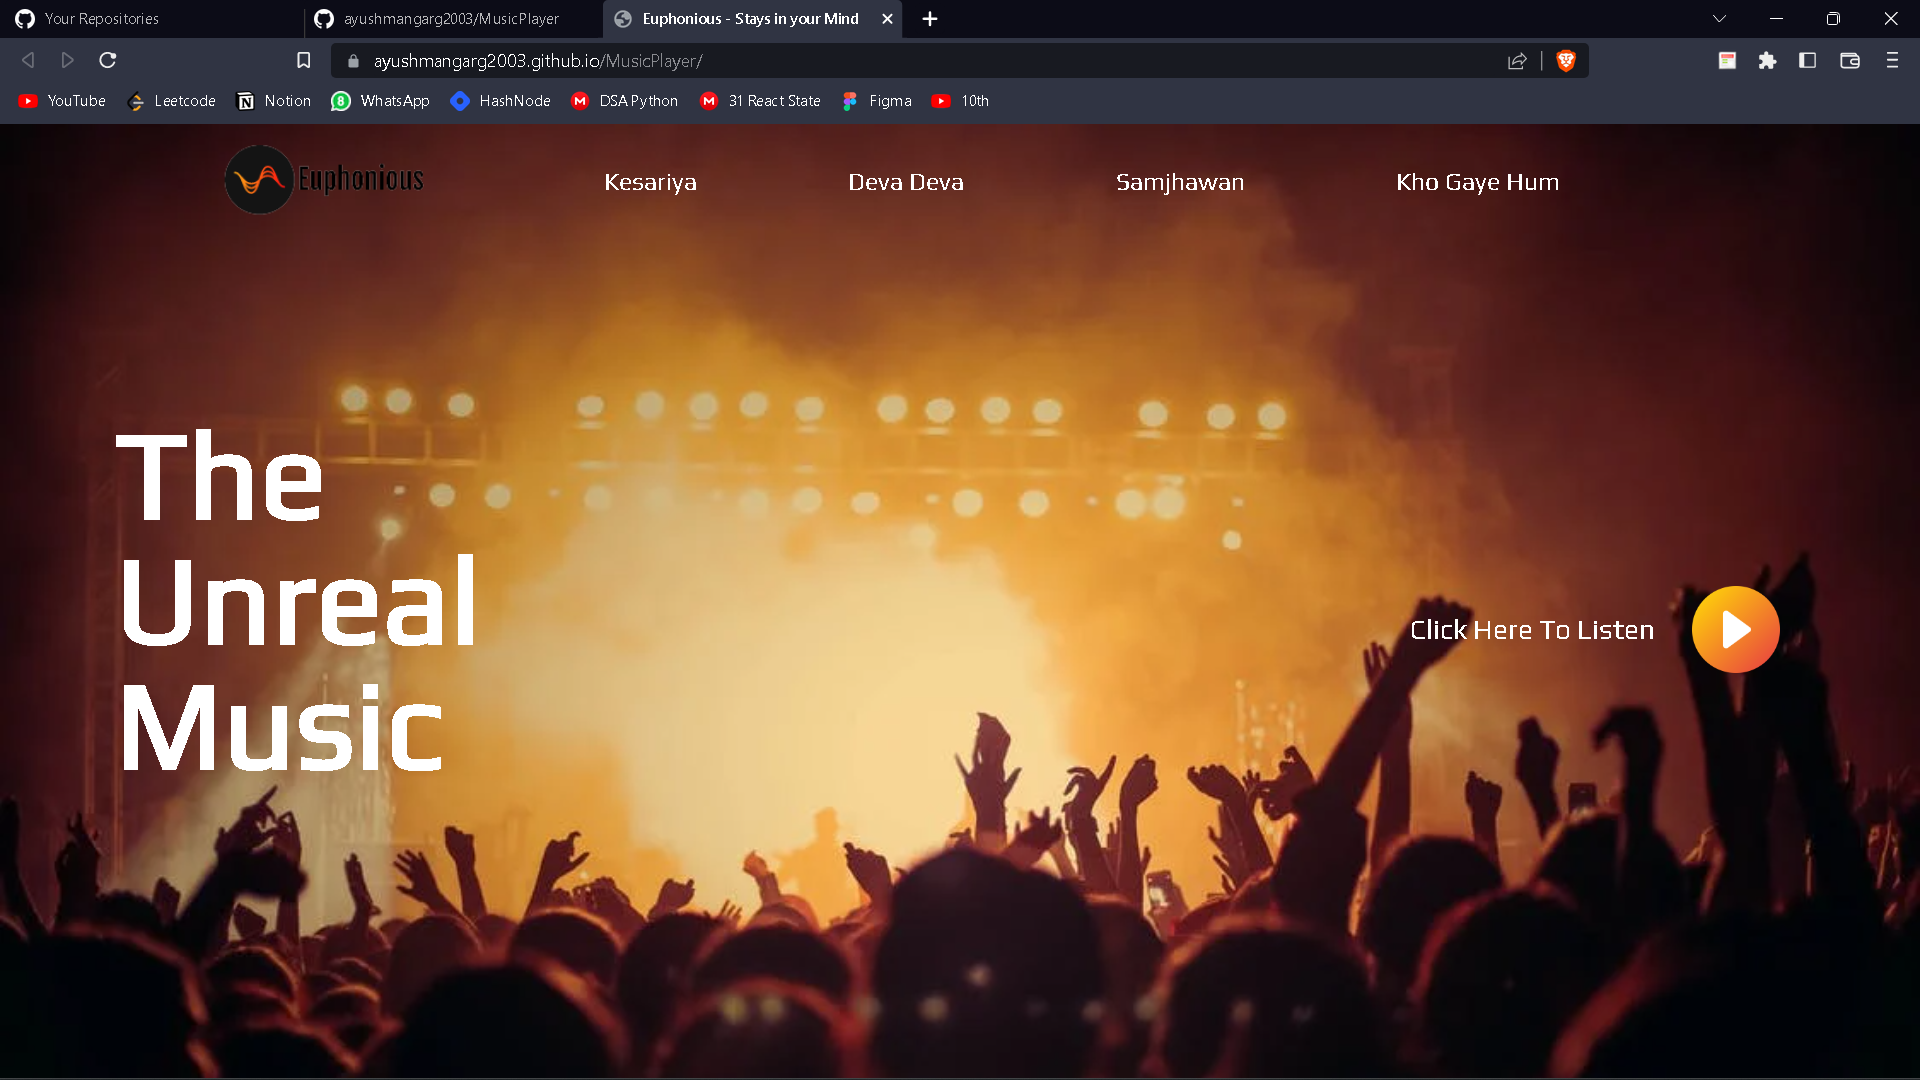 Your Repositories
ayushmangarg2003/MusicPlayer
Euphonious - Stays in your Mind
ayushmangarg2003.github.io/MusicPlayer/
YouTube
Leetcode
Notion
8
WhatsApp
HashNode
M
DSA Python
M
31 React State
Figma
10th
Euphonious
Kesariya
Deva Deva
Samjhawan
Kho Gaye Hum
The
Unreal
Music
Click Here To Listen